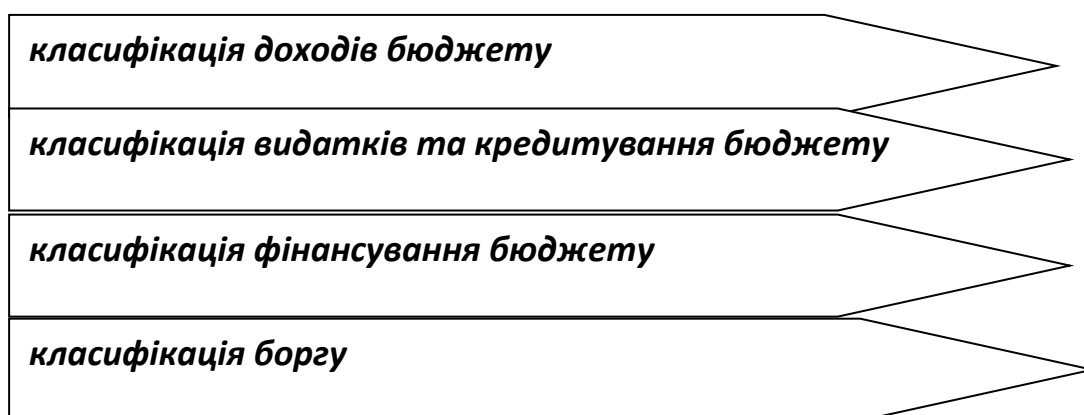 класифікація доходів бюджету
класифікація видатків та кредитування бюджету
класифікація фінансування бюджету
класифікація боргу